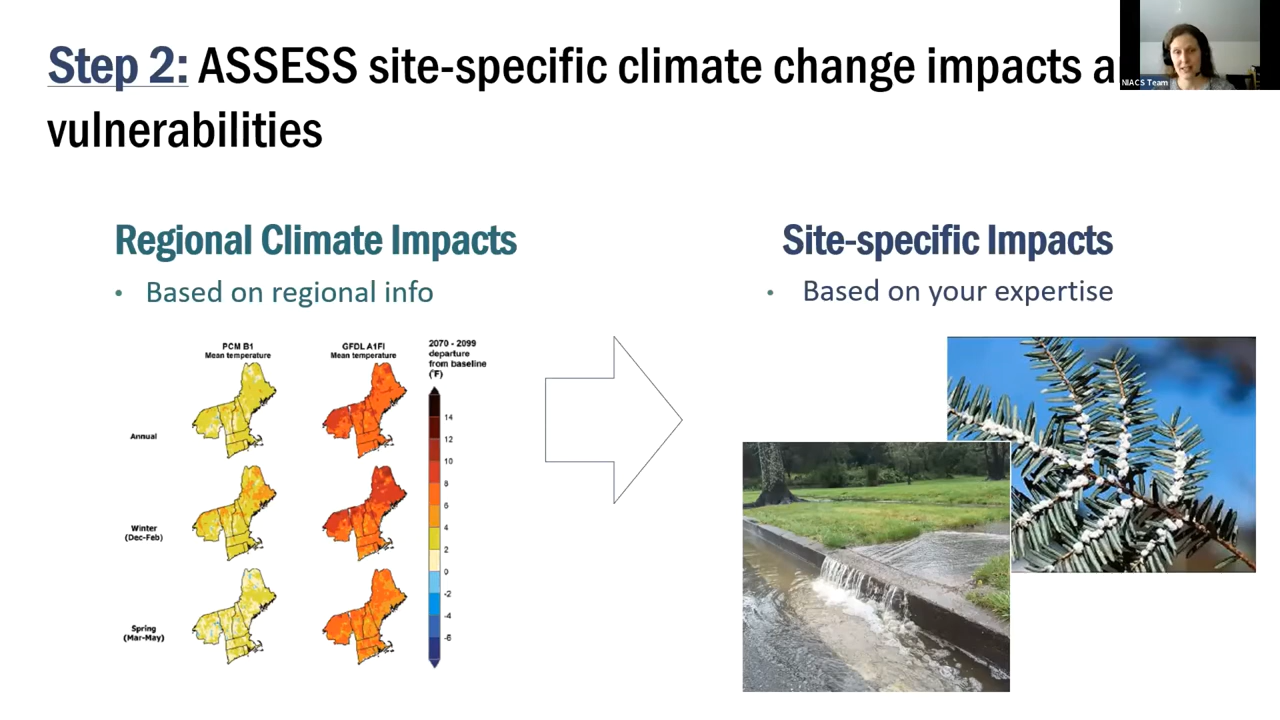 Step 2: ASSESS site-specific climate change impacts a
vulnerabilities
NIACS Team
Regional Climate Impacts
• Based on regional info
Site-specific Impacts
• Based on your expertise
PCM B1
Mean temperature
GFDL A1FI
Mean temperature
2070 - 2099
departure
from baseline
(°F)
Annual
Winter
(Dec-Feb)
Spring
(Mar-May)
14
12
10
8
6
4
2
0
-2
-4
-6